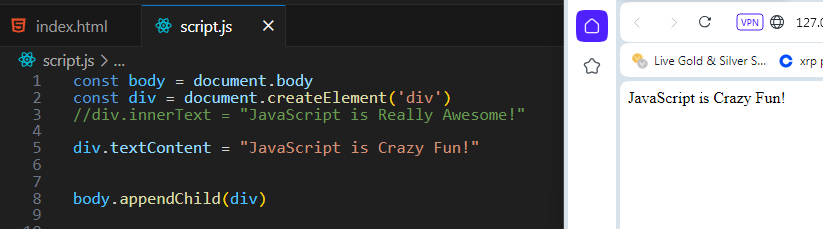 index.html
script.js ×
script.js > ...
1 const body = document.body
2 const div = document.createElement('div')
3 //div.innerText = "JavaScript is Really Awesome!"
4
5 div.textContent = "JavaScript is Crazy Fun!"
6
7
8 body.appendChild(div)
9
VPN 127.0
Live Gold & Silver S... xrp p
JavaScript is Crazy Fun!